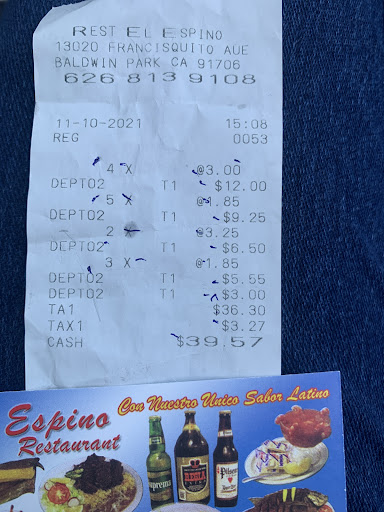 REST EL ESPINO
13020 FRANCISQUITO AVE
BALDWIN PARK CA 91706
626 813 9108
11-10-2021 15:08
REG 0053
4 X @3.00
DEPT02 T1 $12.00
5 X @1.85
DEPT02 T1 $9.25
2 X @3.25
DEPT02 T1 $6.50
3 X @1.85
DEPT02 T1 $5.55
DEPT02 T1 $3.00
TA1 $36.30
TAX1 $3.27
CASH $39.57
Espino
Restaurant
Con Nuestro Unico Sabor Latino
Suprema
REGIA
Pilsener